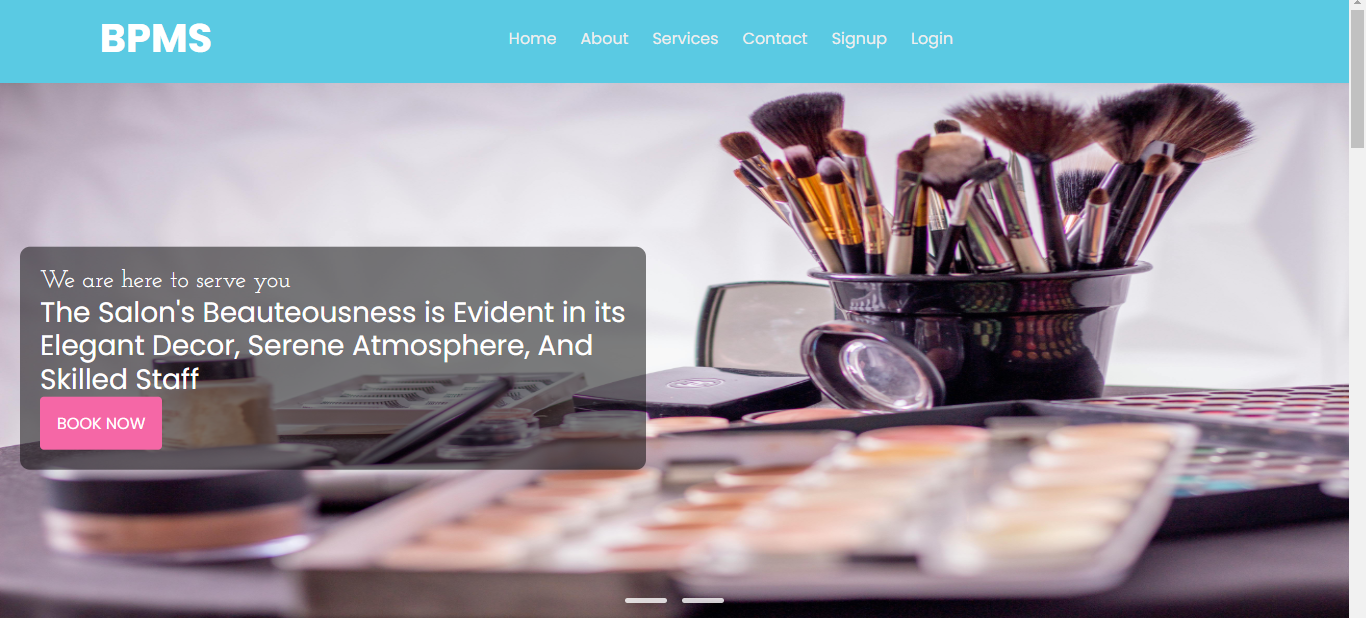 BPMS
Home About Services Contact Signup Login
We are here to serve you
The Salon's Beauteousness is Evident in its
Elegant Decor, Serene Atmosphere, And
Skilled Staff
BOOK NOW